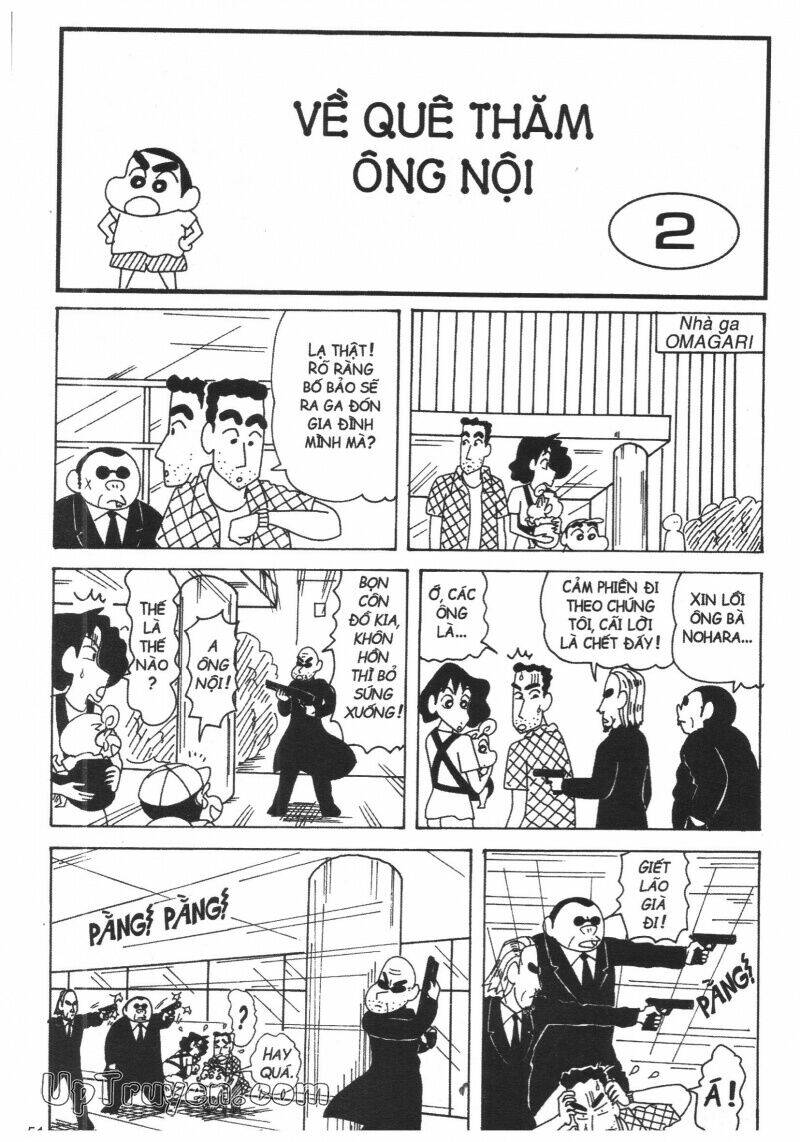 VỀ QUÊ THĂM
ÔNG NỘI
2
Nhà ga
OMAGARI
LẠ THẬT!
RÕ RÀNG
BỐ BẢO SẼ
RA GA ĐÓN
GIA ĐÌNH
MÌNH MÀ?
XIN LỖI
ÔNG BÀ
NOHARA...
CẢM PHIỀN ĐI
THEO CHÚNG
TÔI, CÃI LỜI
LÀ CHẾT ĐẤY!
Ớ, CÁC
ÔNG
LÀ...
BỌN
CÔN
ĐỒ KIA,
KHÔN
HỒN
THÌ BỎ
SÚNG
XUỐNG!
A
ÔNG
NỘI!
THẾ
LÀ
THẾ
NÀO?
GIẾT
LÃO
GIÀ
ĐI!
PẰNG!
Á!
PẰNG! PẰNG!
?
HAY
QUÁ.
UpTruyen.com